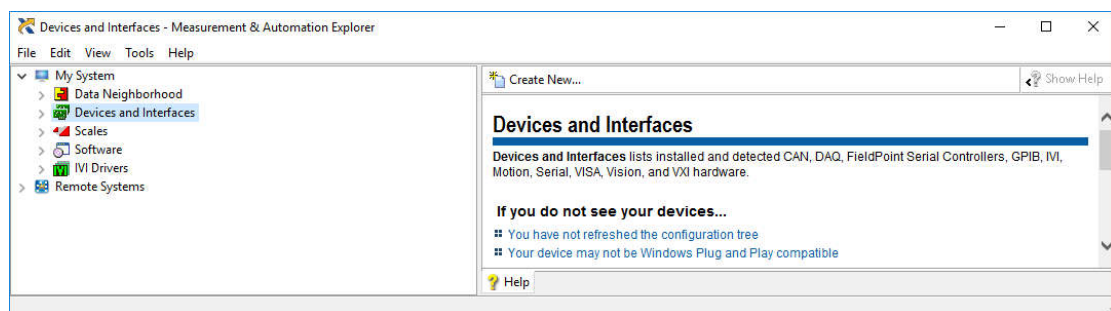 Devices and Interfaces - Measurement & Automation Explorer
File Edit View Tools Help
My System
Data Neighborhood
Devices and Interfaces
Scales
Software
IVI Drivers
Remote Systems
Create New...
Show Help
Devices and Interfaces
Devices and Interfaces lists installed and detected CAN, DAQ, FieldPoint Serial Controllers, GPIB, IVI,
Motion, Serial, VISA, Vision, and VXI hardware.
If you do not see your devices...
You have not refreshed the configuration tree
Your device may not be Windows Plug and Play compatible
Help